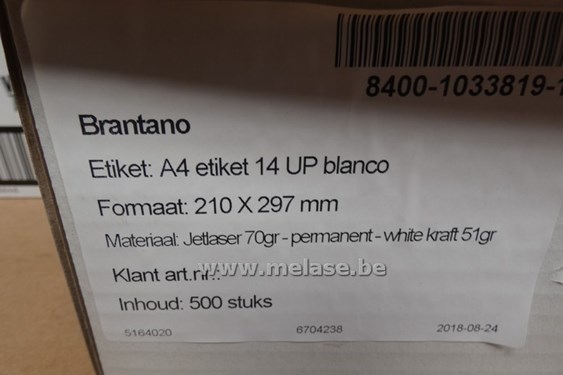 8400-1033819-1
Brantano
Etiket: A4 etiket 14 UP blanco
Formaat: 210 X 297 mm
Materiaal: Jetlaser 70gr - permanent - white kraft 51gr
Klant art.nr.:
www.melase.be
Inhoud: 500 stuks
5164020 6704238 2018-08-24